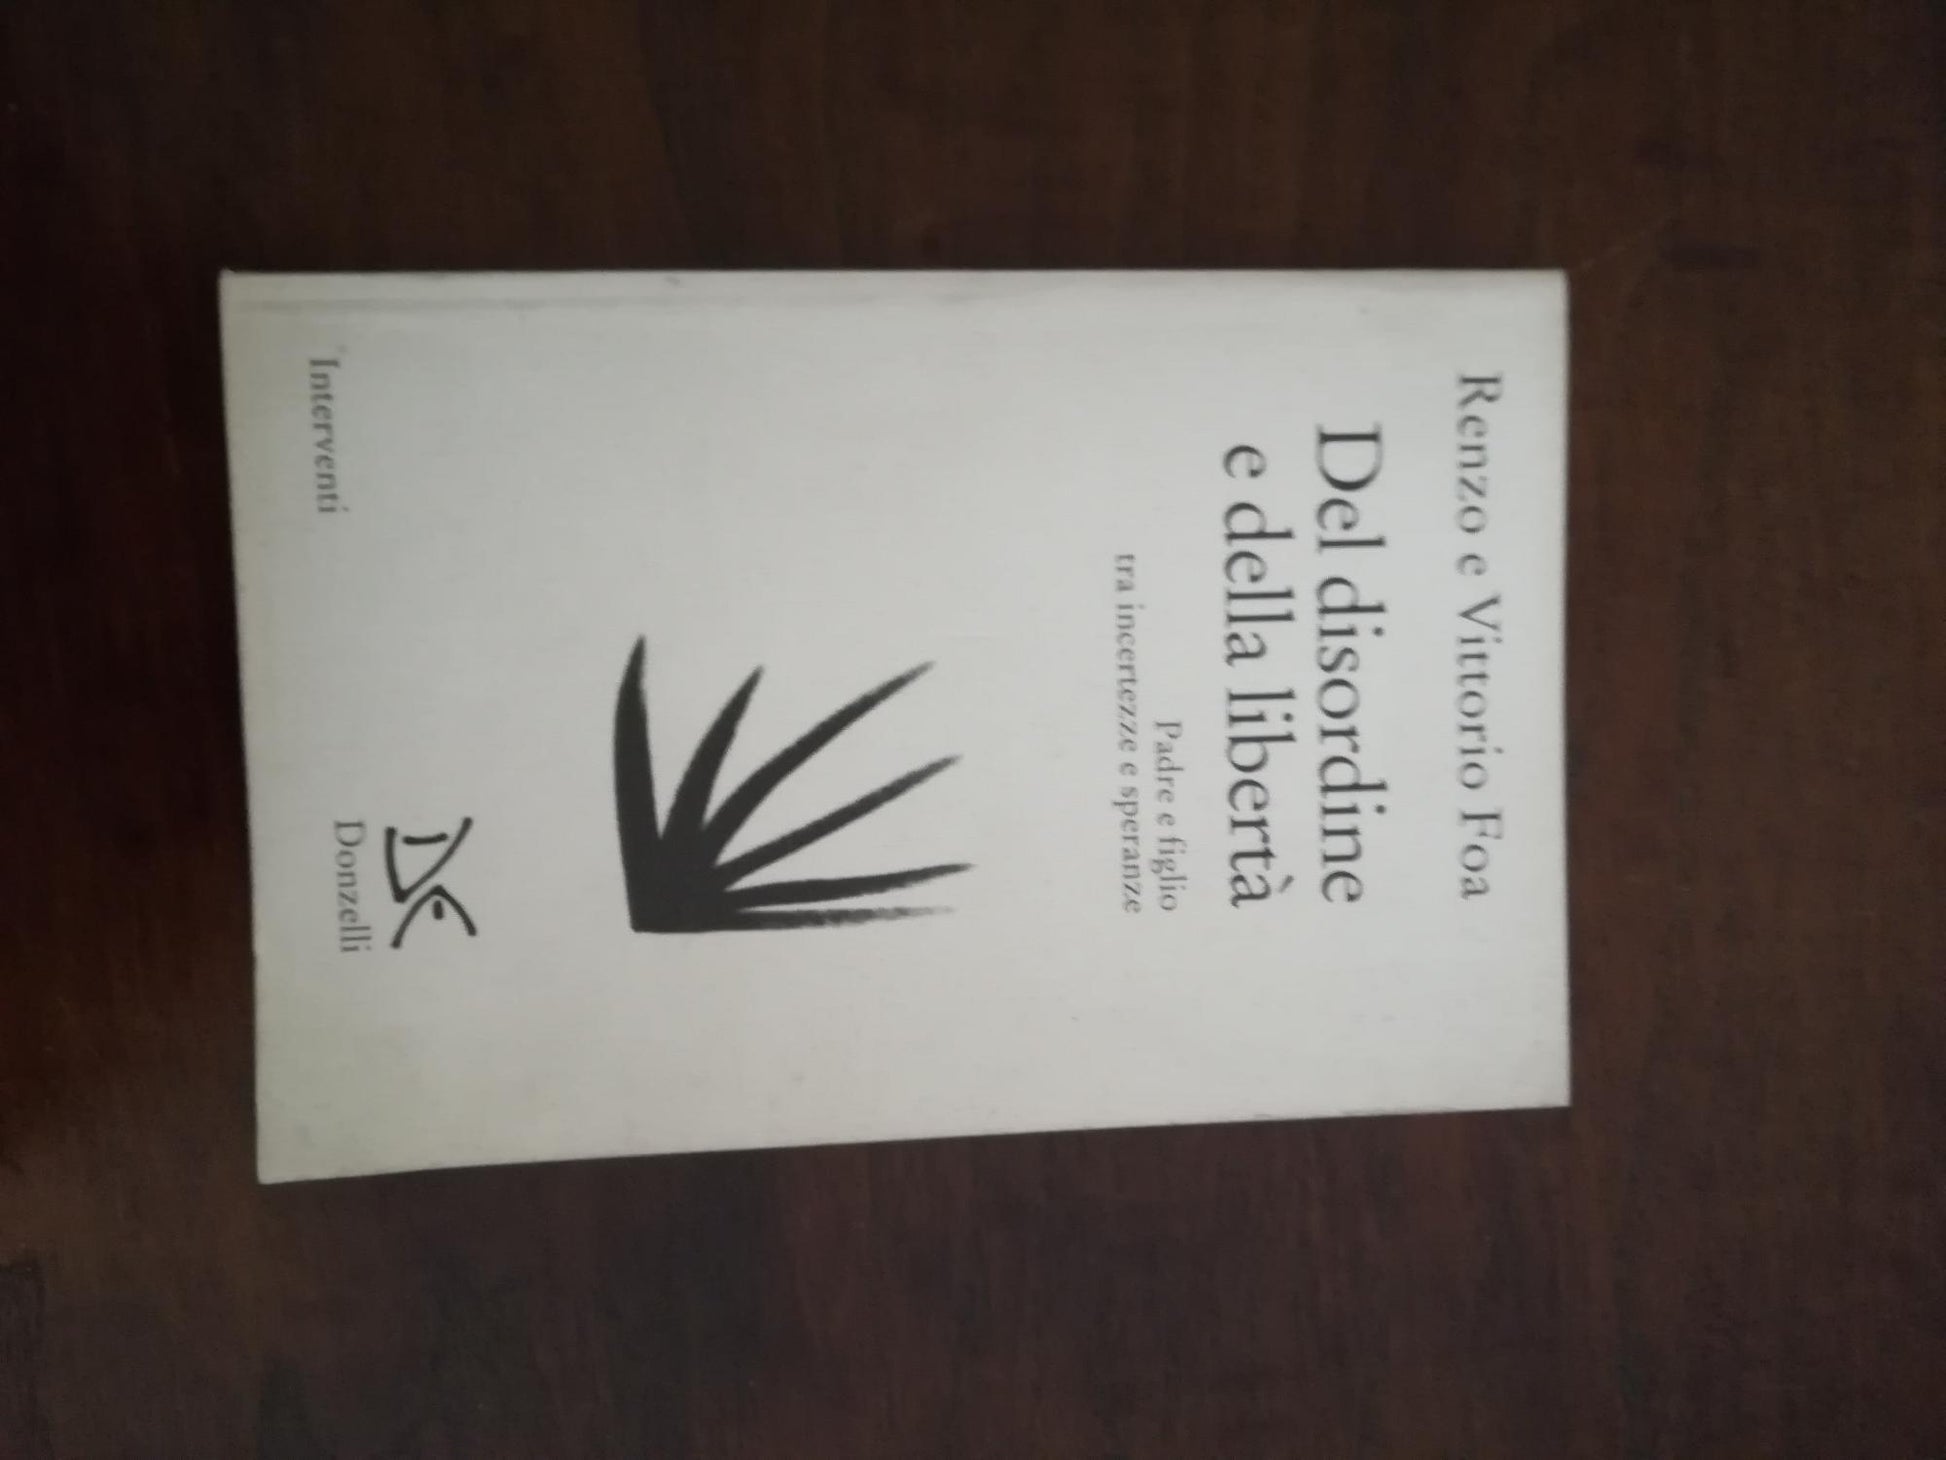 Renzo e Vittorio Foa
Del disordine
e della libertà
Padre e figlio
tra incertezze e speranze
Donzelli
Interventi